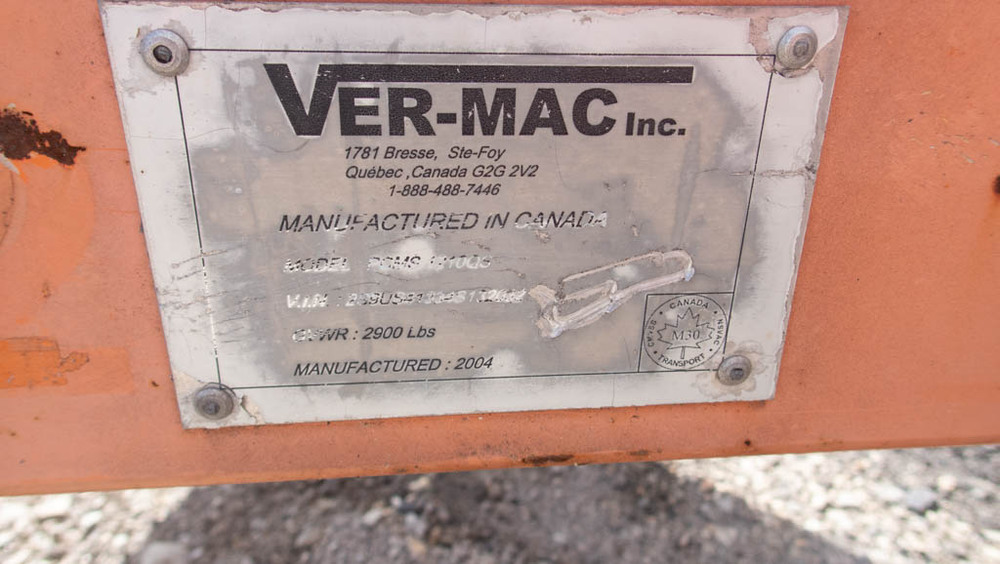 VER-MAC Inc.
1781 Bresse, Ste-Foy
Québec ,Canada G2G 2V2
1-888-488-7446
MANUFACTURED IN CANADA
MODEL
V.I.N :
GVWR : 2900 Lbs
MANUFACTURED : 2004
CANADA
M30
TRANSPORT